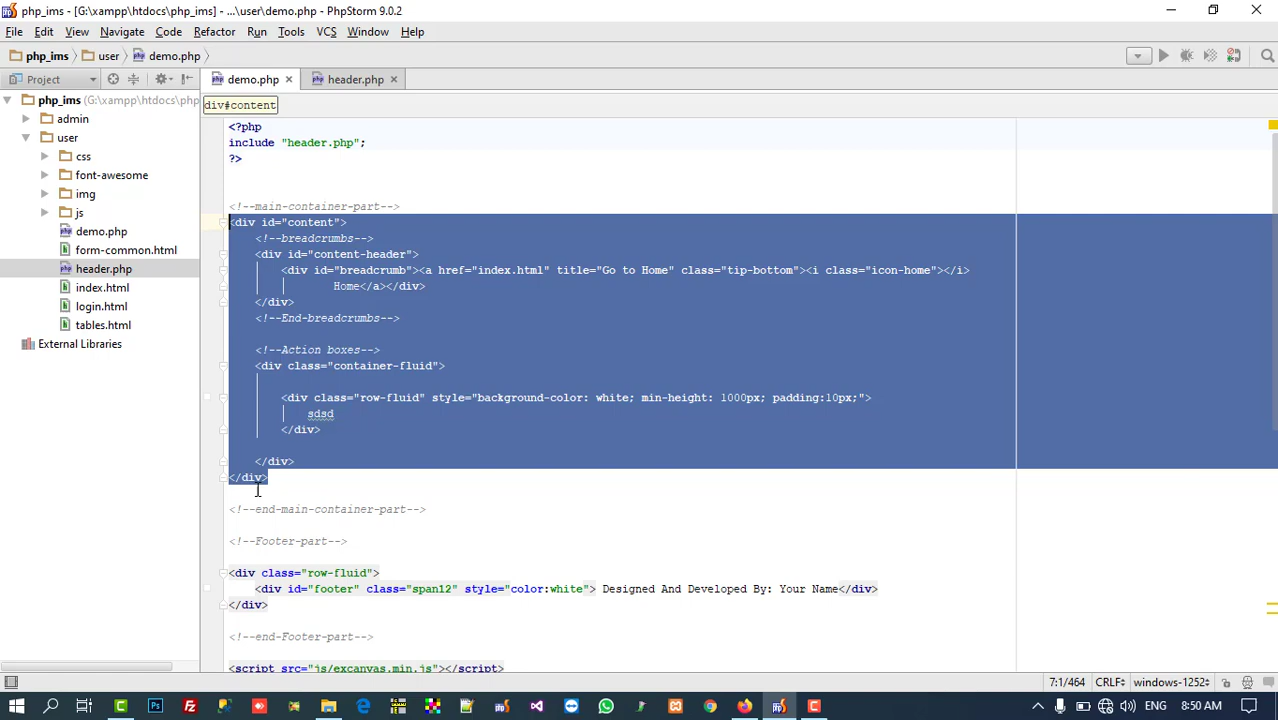 php_ims - [G:\xampp\htdocs\php_ims] - ...\user\demo.php - PhpStorm 9.0.2
File Edit View Navigate Code Refactor Run Tools VCS Window Help
php_ims user demo.php
Project demo.php header.php
div#content
php_ims (G:\xampp\htdocs\php
admin
user
css
font-awesome
img
js
demo.php
form-common.html
header.php
index.html
login.html
tables.html
External Libraries
<?php
include "header.php";
?>
<!--main-container-part-->
<div id="content">
<!--breadcrumbs-->
<div id="content-header">
<div id="breadcrumb"><a href="index.html" title="Go to Home" class="tip-bottom"><i class="icon-home"></i>
Home</a></div>
</div>
<!--End-breadcrumbs-->
<!--Action boxes-->
<div class="container-fluid">
<div class="row-fluid" style="background-color: white; min-height: 1000px; padding:10px;">
sdsd
</div>
</div>
</div>
<!--end-main-container-part-->
<!--Footer-part-->
<div class="row-fluid">
<div id="footer" class="span12" style="color:white"> Designed And Developed By: Your Name</div>
</div>
<!--end-Footer-part-->
<script src="js/excanvas.min.js"></script>
7:1/464 CRLF windows-1252
ENG 8:50 AM